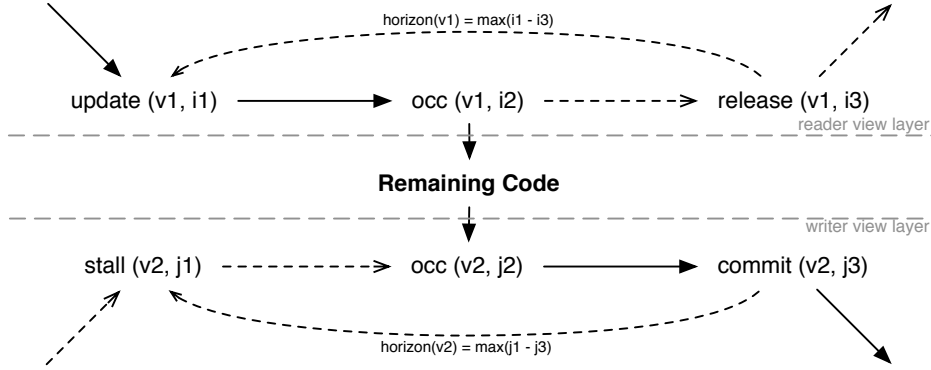 horizon(v1) = max(i1 - i3)
update (v1, i1) occ (v1, i2) release (v1, i3)
reader view layer
Remaining Code
writer view layer
stall (v2, j1) occ (v2, j2) commit (v2, j3)
horizon(v2) = max(j1 - j3)